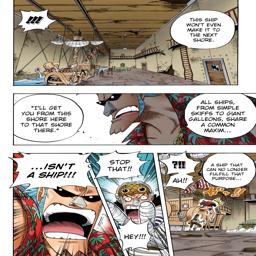 !!!
THIS SHIP
WON'T
EVEN MAKE
IT TO
THE NEXT
SHORE.
"I'LL GET
YOU FROM THIS
SHORE HERE
TO THAT SHORE
THERE."
ALL SHIPS,
FROM SIMPLE
SKIFFS TO GIANT
GALLEONS, SHARE
A COMMON
MAXIM...
...ISN'T
A SHIP!!!
STOP
THAT!!
HEY!!!
?!!
AH!!
A SHIP THAT
CAN NO LONGER
FULFILL THAT
PURPOSE...